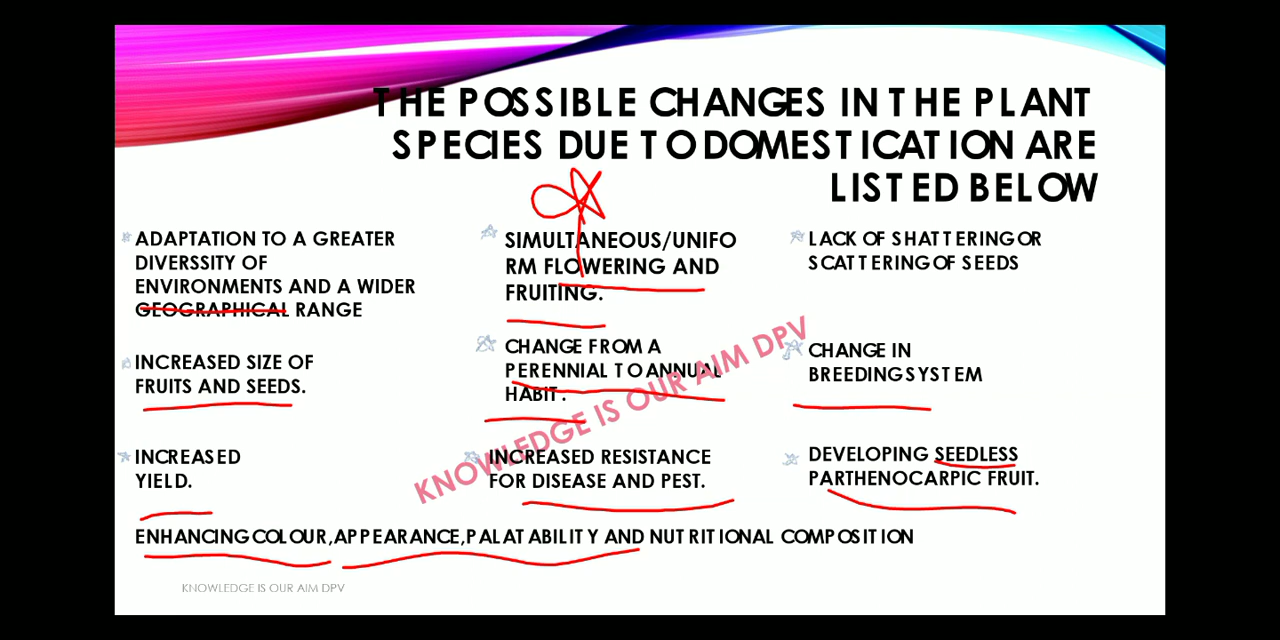 THE POSSIBLE CHANGES IN THE PLANT
SPECIES DUE TO DOMESTICATION ARE
LISTED BELOW
ADAPTATION TO A GREATER
DIVERSSITY OF
ENVIRONMENTS AND A WIDER
GEOGRAPHICAL RANGE
INCREASED SIZE OF
FRUITS AND SEEDS.
INCREASED
YIELD.
SIMULTANEOUS/UNIFO
RM FLOWERING AND
FRUITING.
CHANGE FROM A
PERENNIAL TO ANNUAL
HABIT.
INCREASED RESISTANCE
FOR DISEASE AND PEST.
LACK OF SHATTERING OR
SCATTERING OF SEEDS
CHANGE IN
BREEDING SYSTEM
DEVELOPING SEEDLESS
PARTHENOCARPIC FRUIT.
ENHANCING COLOUR,APPEARANCE,PALATABILITY AND NUTRITIONAL COMPOSITION
KNOWLEDGE IS OUR AIM DPV
KNOWLEDGE IS OUR AIM DPV